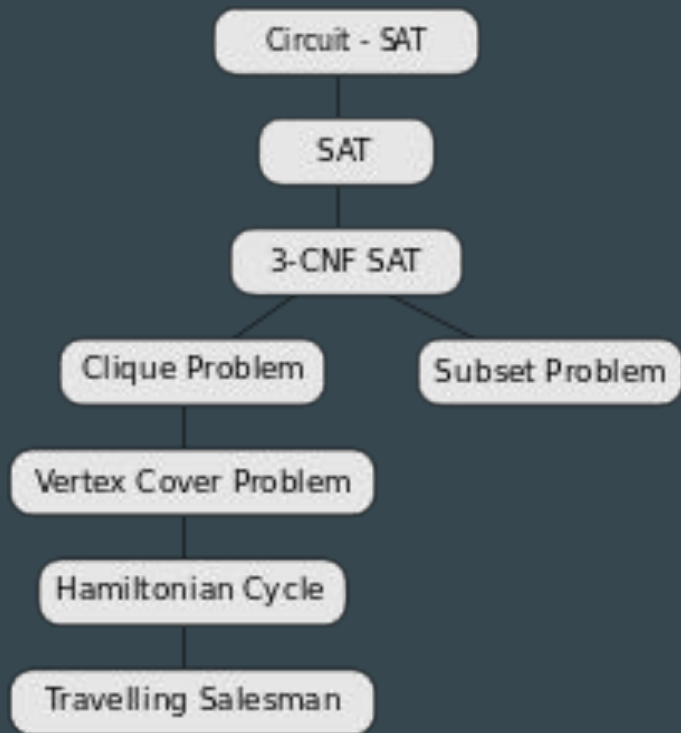 Circuit - SAT
SAT
3-CNF SAT
Clique Problem
Subset Problem
Vertex Cover Problem
Hamiltonian Cycle
Travelling Salesman